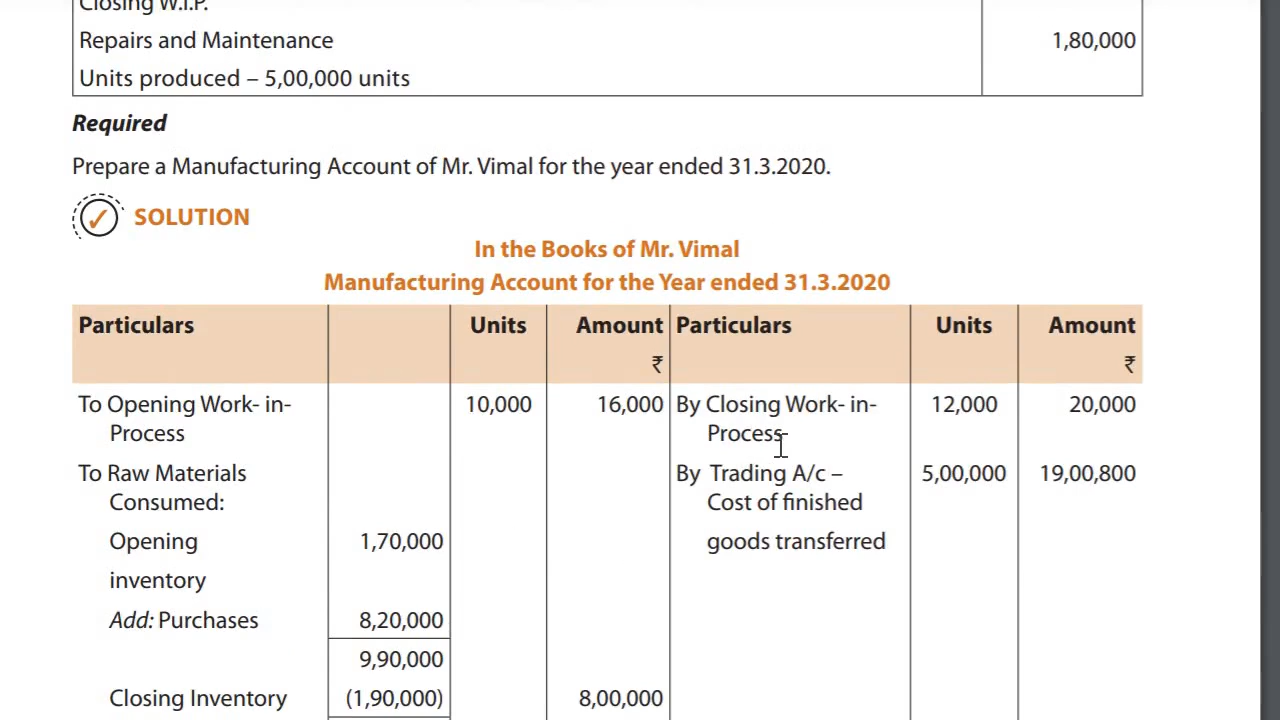 Closing W.I.P.
Repairs and Maintenance 1,80,000
Units produced – 5,00,000 units
Required
Prepare a Manufacturing Account of Mr. Vimal for the year ended 31.3.2020.
SOLUTION
In the Books of Mr. Vimal
Manufacturing Account for the Year ended 31.3.2020
Particulars Units Amount Particulars Units Amount
₹ ₹
To Opening Work- in- 10,000 16,000 By Closing Work- in- 12,000 20,000
Process Process
To Raw Materials By Trading A/c – 5,00,000 19,00,800
Consumed: Cost of finished
Opening 1,70,000 goods transferred
inventory
Add: Purchases 8,20,000
9,90,000
Closing Inventory (1,90,000) 8,00,000